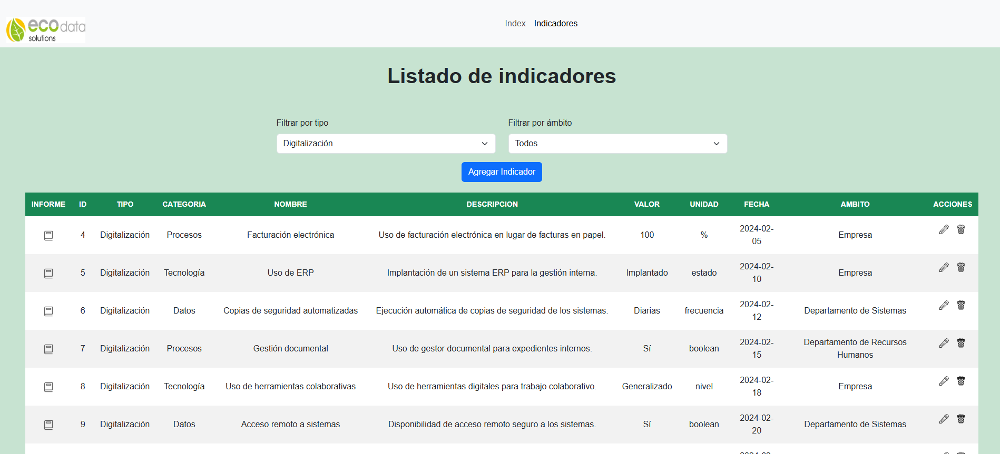 eco data
solutions
Index Indicadores
Listado de indicadores
Filtrar por tipo Filtrar por ámbito
Digitalización Todos
Agregar Indicador
INFORME ID TIPO CATEGORIA NOMBRE DESCRIPCION VALOR UNIDAD FECHA AMBITO ACCIONES
4 Digitalización Procesos Facturación electrónica Uso de facturación electrónica en lugar de facturas en papel. 100 % 2024-02-
05 Empresa
5 Digitalización Tecnología Uso de ERP Implantación de un sistema ERP para la gestión interna. Implantado estado 2024-02-
10 Empresa
6 Digitalización Datos Copias de seguridad automatizadas Ejecución automática de copias de seguridad de los sistemas. Diarias frecuencia 2024-02-
12 Departamento de Sistemas
7 Digitalización Procesos Gestión documental Uso de gestor documental para expedientes internos. Sí boolean 2024-02-
15 Departamento de Recursos
Humanos
8 Digitalización Tecnología Uso de herramientas colaborativas Uso de herramientas digitales para trabajo colaborativo. Generalizado nivel 2024-02-
18 Empresa
9 Digitalización Datos Acceso remoto a sistemas Disponibilidad de acceso remoto seguro a los sistemas. Sí boolean 2024-02-
20 Departamento de Sistemas